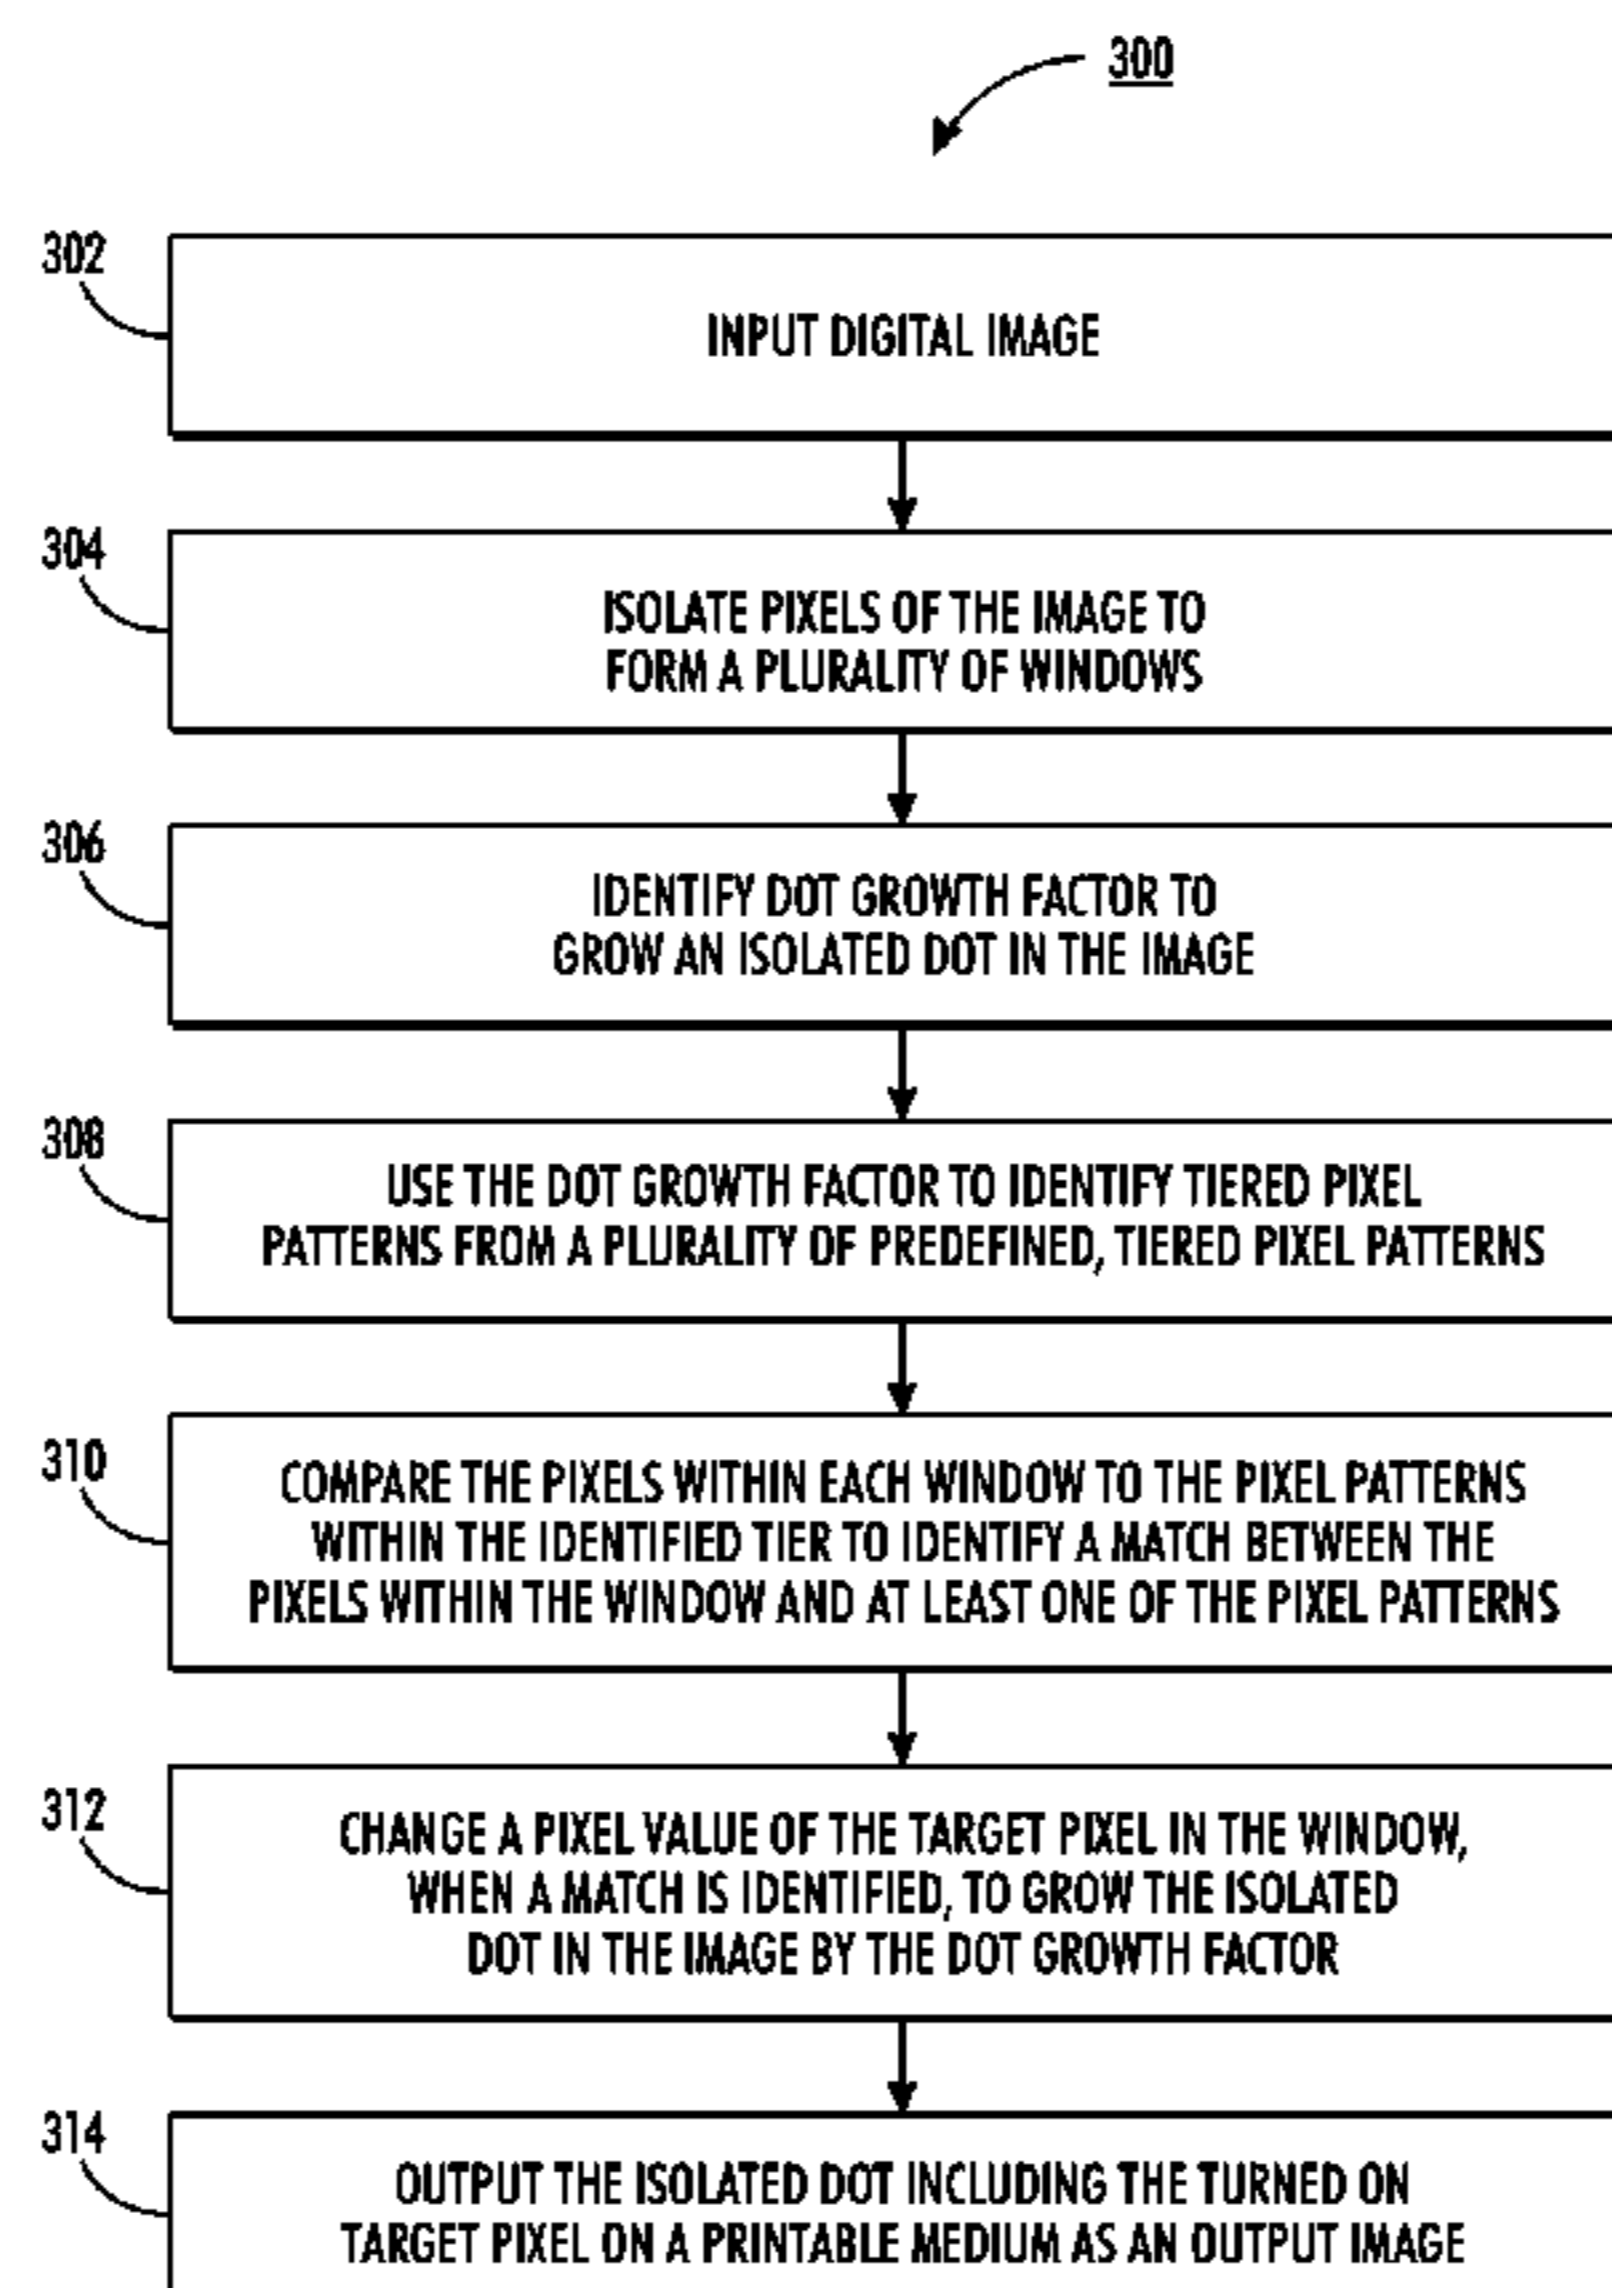 300
302
INPUT DIGITAL IMAGE
304
ISOLATE PIXELS OF THE IMAGE TO
FORM A PLURALITY OF WINDOWS
306
IDENTIFY DOT GROWTH FACTOR TO
GROW AN ISOLATED DOT IN THE IMAGE
308
USE THE DOT GROWTH FACTOR TO IDENTIFY TIERED PIXEL
PATTERNS FROM A PLURALITY OF PREDEFINED, TIERED PIXEL PATTERNS
310
COMPARE THE PIXELS WITHIN EACH WINDOW TO THE PIXEL PATTERNS
WITHIN THE IDENTIFIED TIER TO IDENTIFY A MATCH BETWEEN THE
PIXELS WITHIN THE WINDOW AND AT LEAST ONE OF THE PIXEL PATTERNS
312
CHANGE A PIXEL VALUE OF THE TARGET PIXEL IN THE WINDOW,
WHEN A MATCH IS IDENTIFIED, TO GROW THE ISOLATED
DOT IN THE IMAGE BY THE DOT GROWTH FACTOR
314
OUTPUT THE ISOLATED DOT INCLUDING THE TURNED ON
TARGET PIXEL ON A PRINTABLE MEDIUM AS AN OUTPUT IMAGE